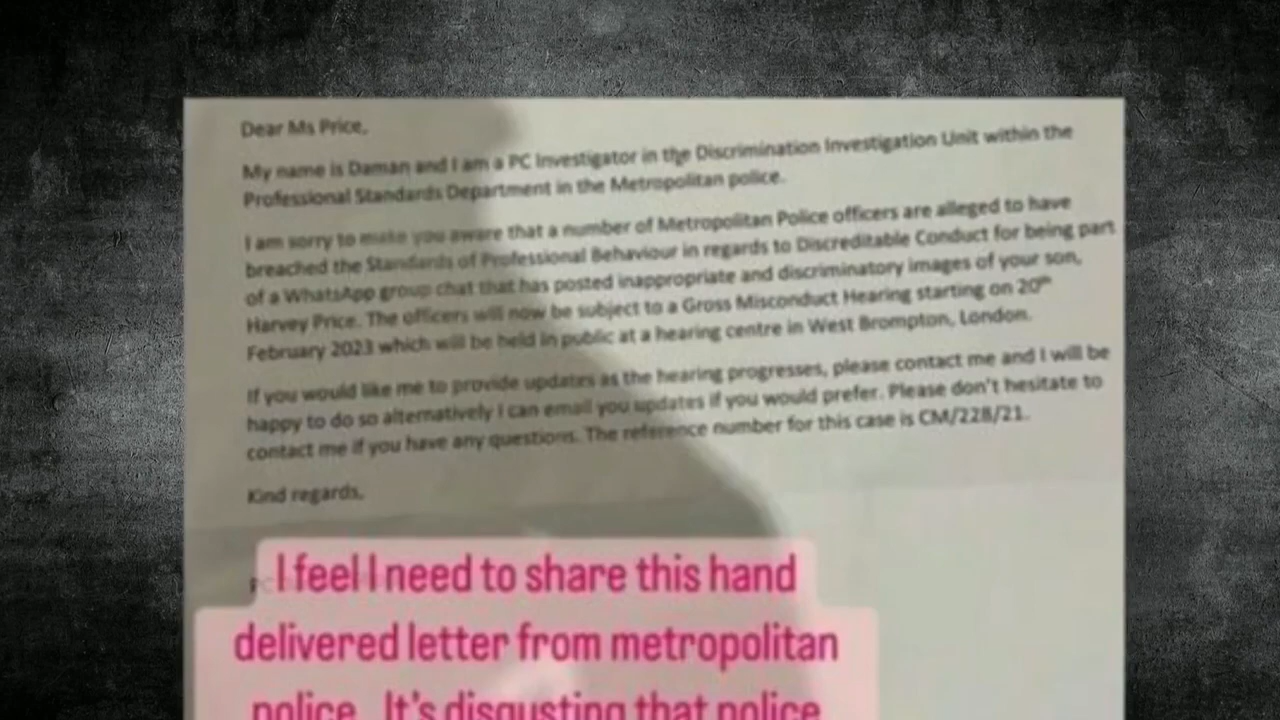 Dear Ms Price,
My name is Daman and I am a PC Investigator in the Discrimination Investigation Unit within the
Professional Standards Department in the Metropolitan police.
I am sorry to make you aware that a number of Metropolitan Police officers are alleged to have
breached the Standards of Professional Behaviour in regards to Discreditable Conduct for being part
of a WhatsApp group chat that has posted inappropriate and discriminatory images of your son,
Harvey Price. The officers will now be subject to a Gross Misconduct Hearing starting on 20th
February 2023 which will be held in public at a hearing centre in West Brompton, London.
If you would like me to provide updates as the hearing progresses, please contact me and I will be
happy to do so alternatively I can email you updates if you would prefer. Please don't hesitate to
contact me if you have any questions. The reference number for this case is CM/228/21.
Kind regards,
I feel I need to share this hand
delivered letter from metropolitan
police. It's disgusting that police